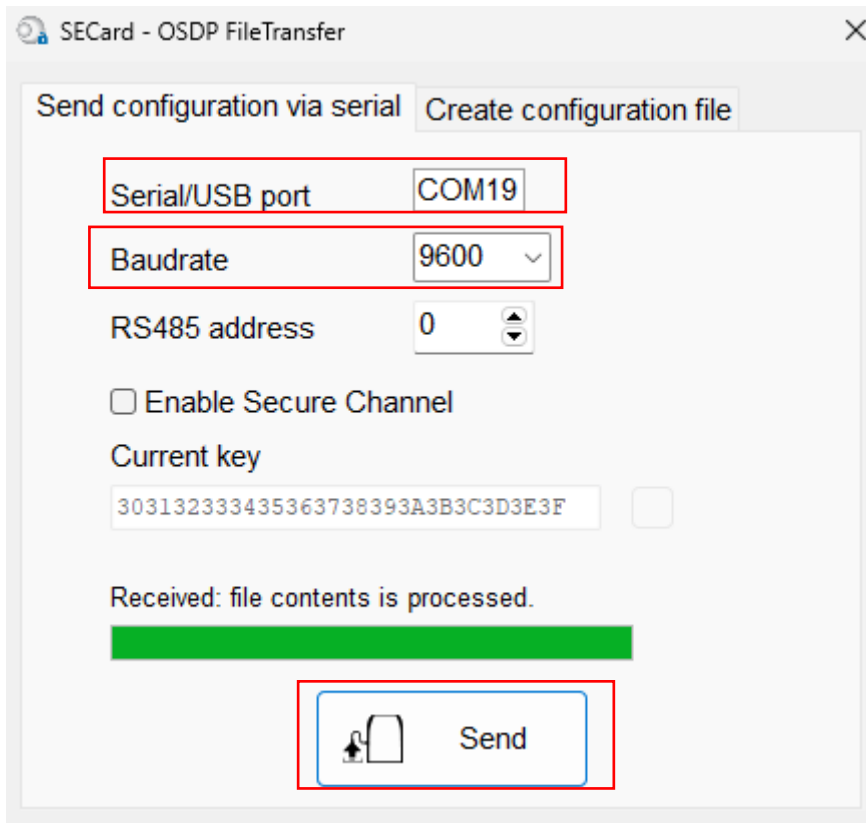 SECard - OSDP FileTransfer
Send configuration via serial Create configuration file
Serial/USB port COM19
Baudrate 9600
RS485 address 0
Enable Secure Channel
Current key
303132333435363738393A3B3C3D3E3F
Received: file contents is processed.
Send